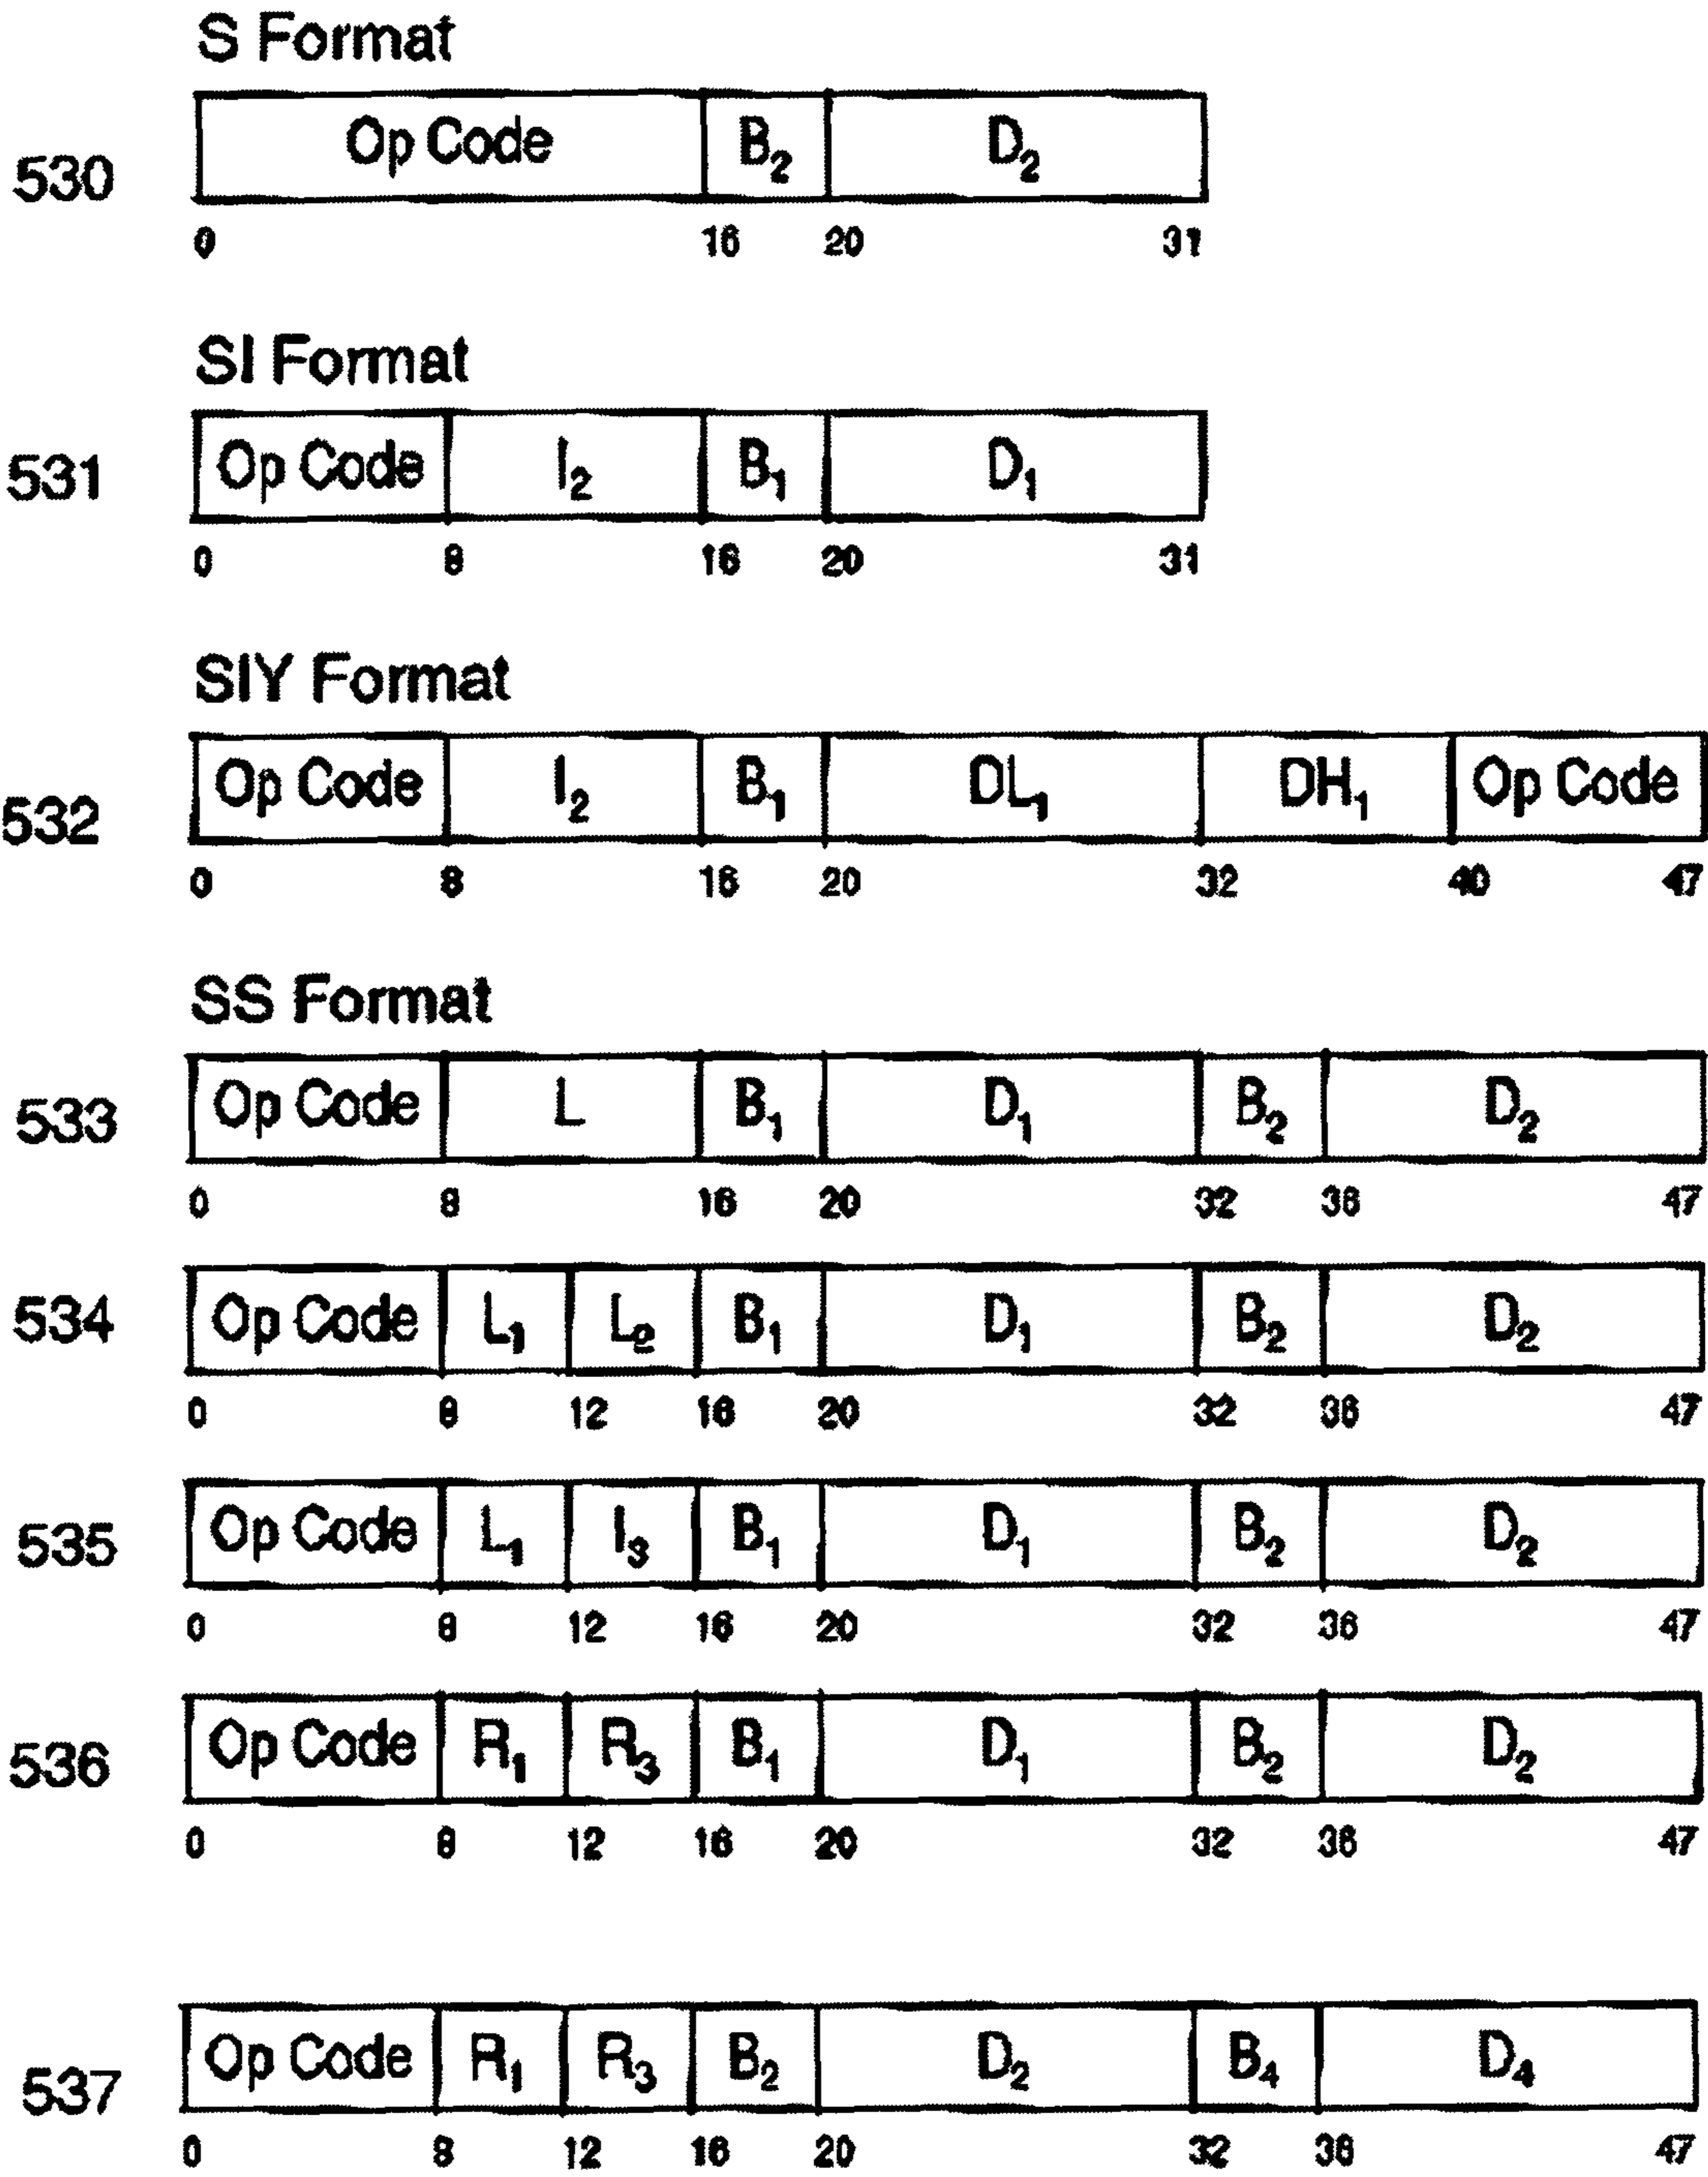 S Format
530 Op Code B2 D2
0 16 20 31
SI Format
531 Op Code I2 B1 D1
0 8 16 20 31
SIY Format
532 Op Code I2 B1 DL1 DH1 Op Code
0 8 16 20 32 40 47
SS Format
533 Op Code L B1 D1 B2 D2
0 8 16 20 32 36 47
534 Op Code L1 L2 B1 D1 B2 D2
0 8 12 16 20 32 36 47
535 Op Code L1 I3 B1 D1 B2 D2
0 8 12 16 20 32 36 47
536 Op Code R1 R3 B1 D1 B2 D2
0 8 12 16 20 32 36 47
537 Op Code R1 R3 B2 D2 B4 D4
0 8 12 16 20 32 36 47